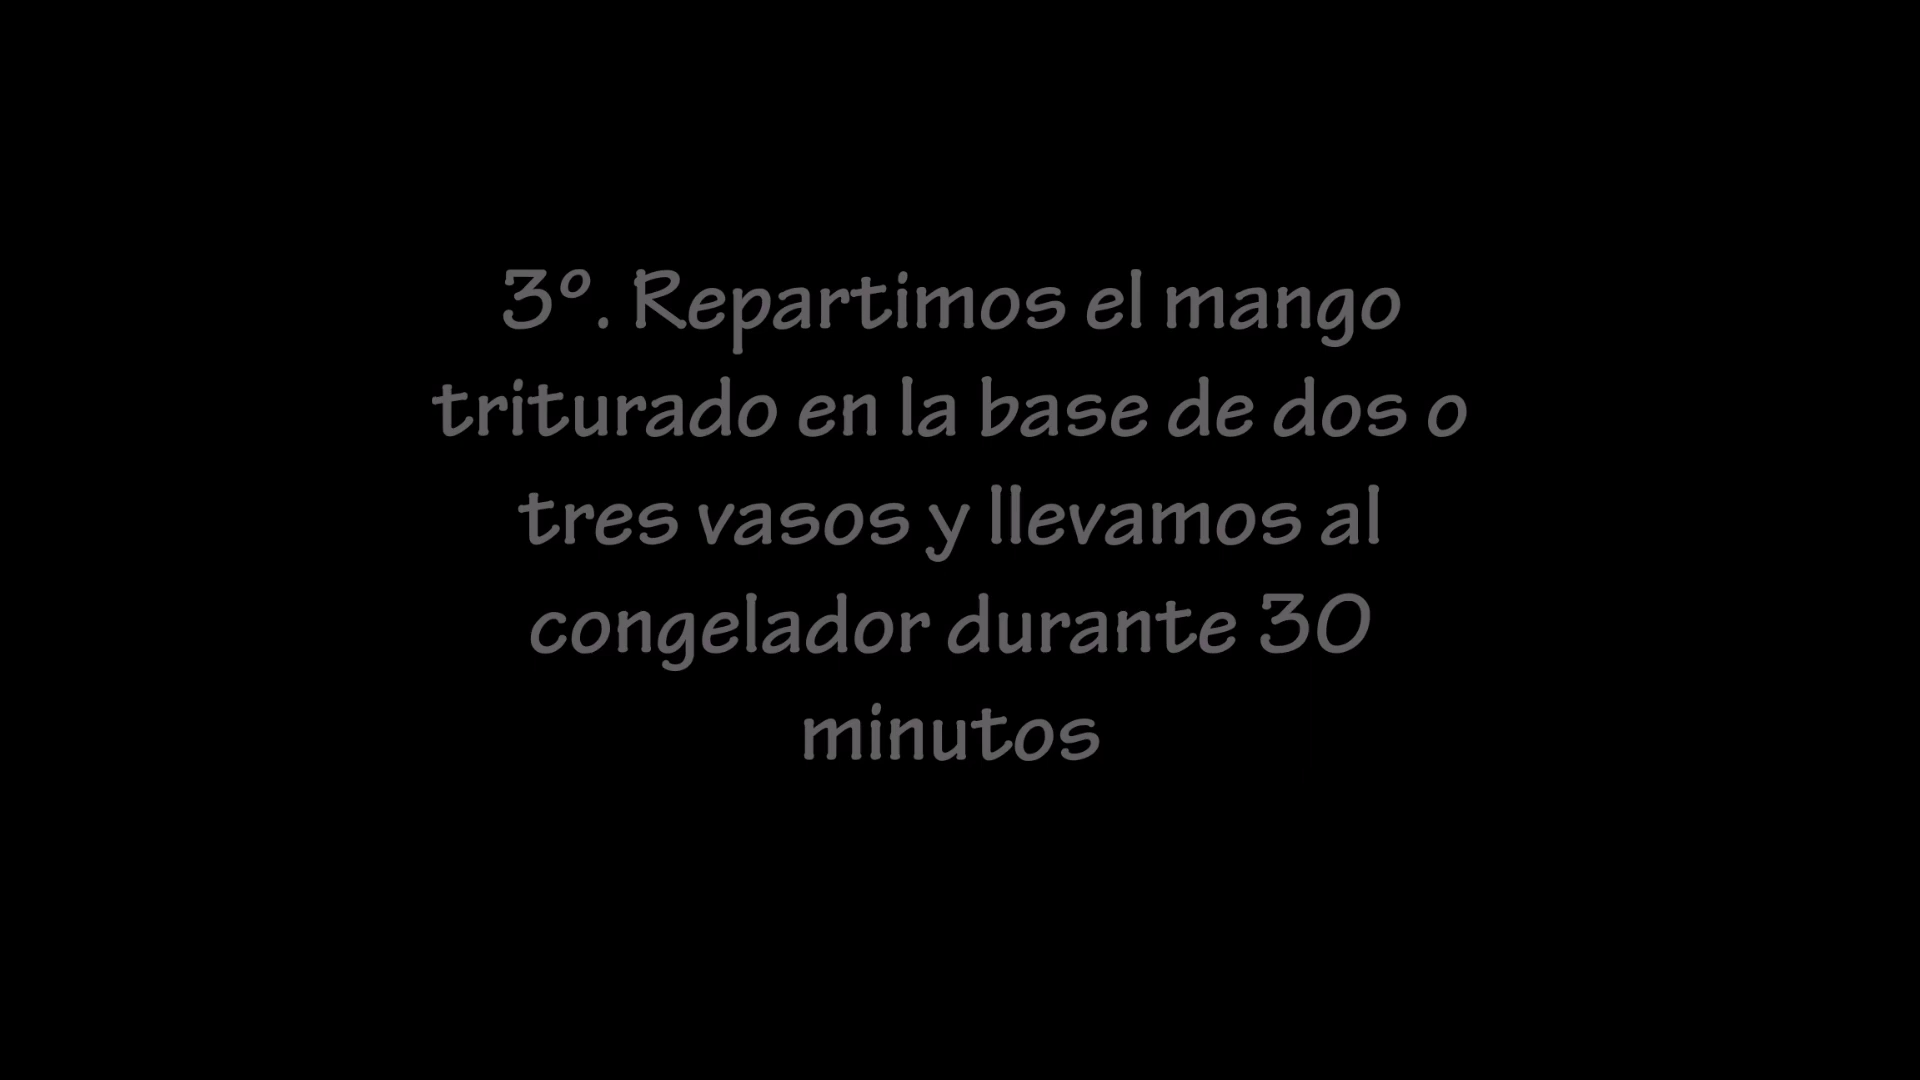 3º. Repartimos el mango
triturado en la base de dos o
tres vasos y llevamos al
congelador durante 30
minutos